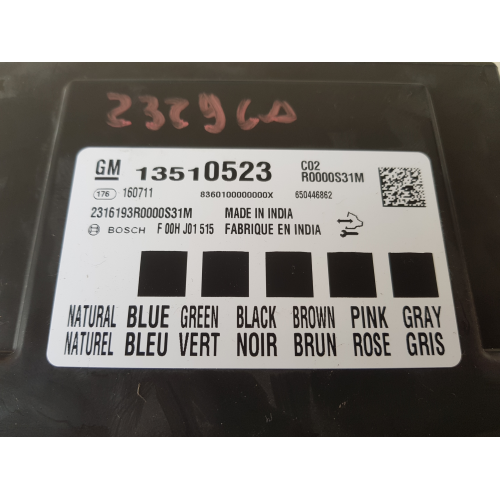 GM 13510523 C02
R0000S31M
176 160711 8360100000000X 650446862
2316193R0000S31M MADE IN INDIA
BOSCH F 00H J01 515 FABRIQUE EN INDIA
NATURAL BLUE GREEN BLACK BROWN PINK GRAY
NATUREL BLEU VERT NOIR BRUN ROSE GRIS